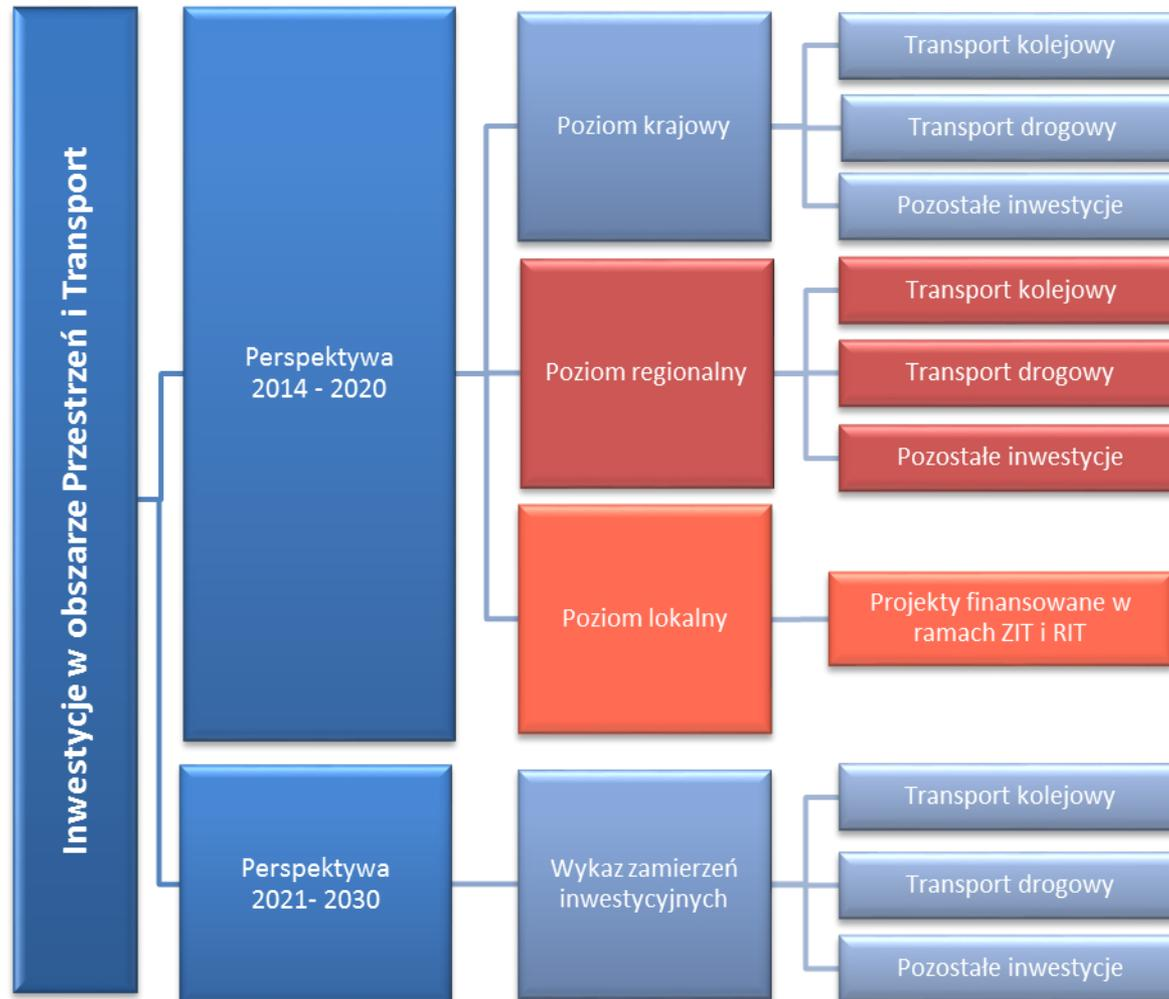 Inwestycje w obszarze Przestrzeń i Transport
Perspektywa
2014 - 2020
Poziom krajowy
Transport kolejowy
Transport drogowy
Pozostałe inwestycje
Poziom regionalny
Transport kolejowy
Transport drogowy
Pozostałe inwestycje
Poziom lokalny
Projekty finansowane w
ramach ZIT i RIT
Perspektywa
2021- 2030
Wykaz zamierzeń
inwestycyjnych
Transport kolejowy
Transport drogowy
Pozostałe inwestycje